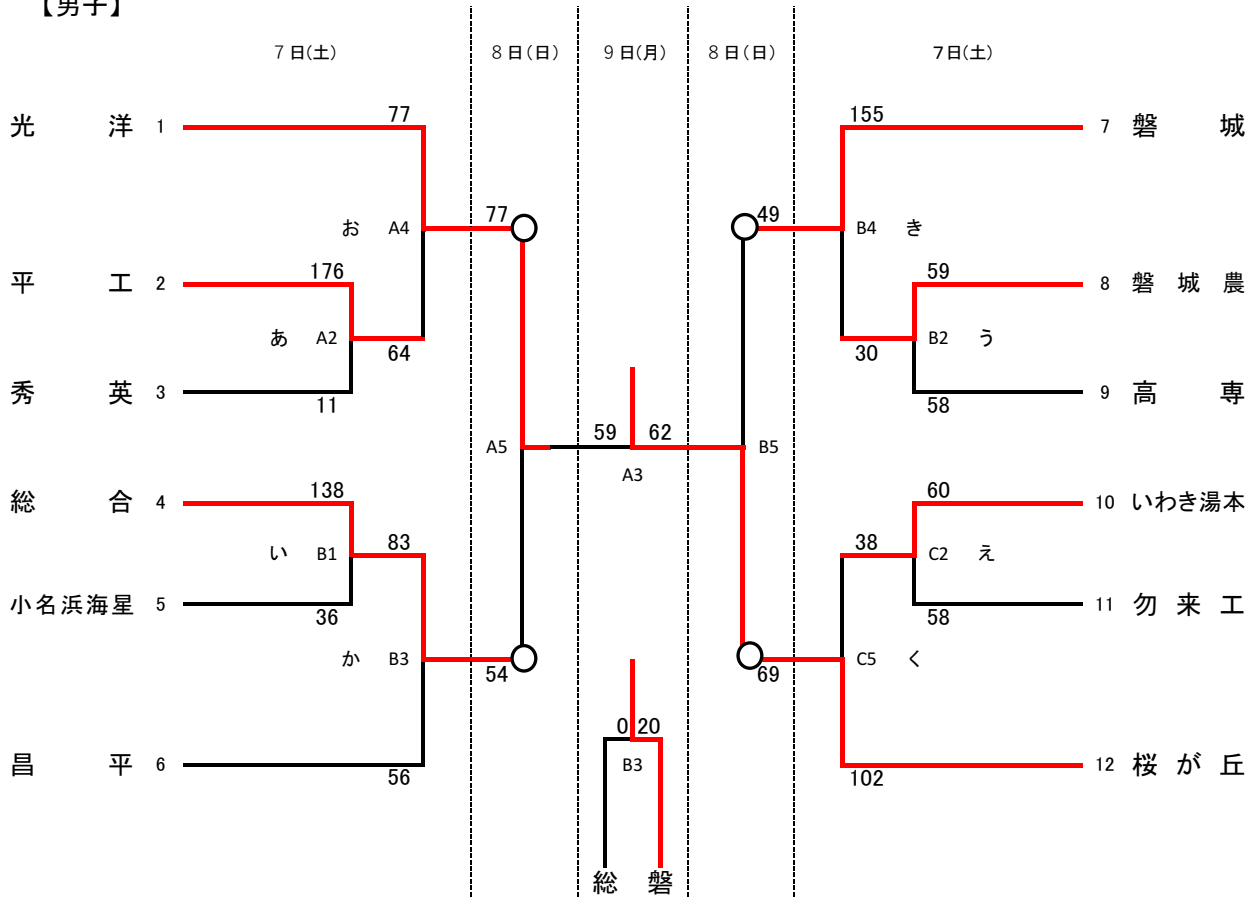 【男子】
7日(土) 8日(日) 9日(月) 8日(日) 7日(土)
光 洋 1 77 155 7 磐 城
お A4 77 49 B4 き
平 工 2 176 59 8 磐 城 農
あ A2 64 30 B2 う
秀 英 3 11 58 9 高 専
A5 59 62 B5
A3
総 合 4 138 60 10 いわき湯本
い B1 83 38 C2 え
小名浜海星 5 36 58 11 勿 来 工
か B3 54 69 C5 く
0 20
昌 平 6 56 B3 102 12 桜 が 丘
総 磐